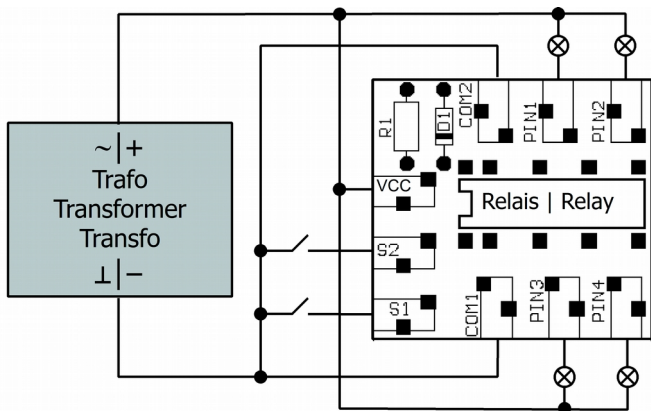 ~|+
Trafo
Transformer
Transfo
⊥|−
R1
D1
COM2
PIN1
PIN2
VCC
Relais | Relay
S2
S1
COM1
PIN3
PIN4